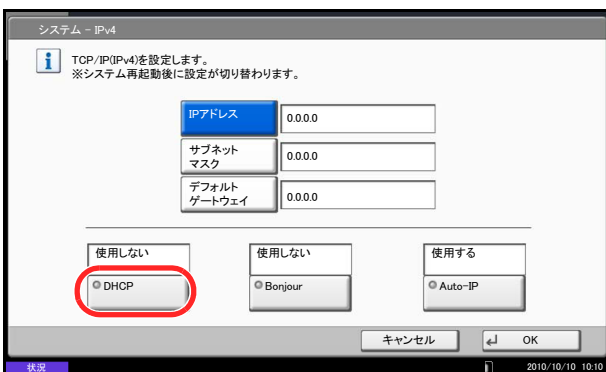 システム - IPv4
TCP/IP(IPv4)を設定します。
※システム再起動後に設定が切り替わります。
IPアドレス
0.0.0.0
サブネット
マスク
0.0.0.0
デフォルト
ゲートウェイ
0.0.0.0
使用しない
使用しない
使用する
DHCP
Bonjour
Auto-IP
キャンセル
OK
状況
2010/10/10 10:10